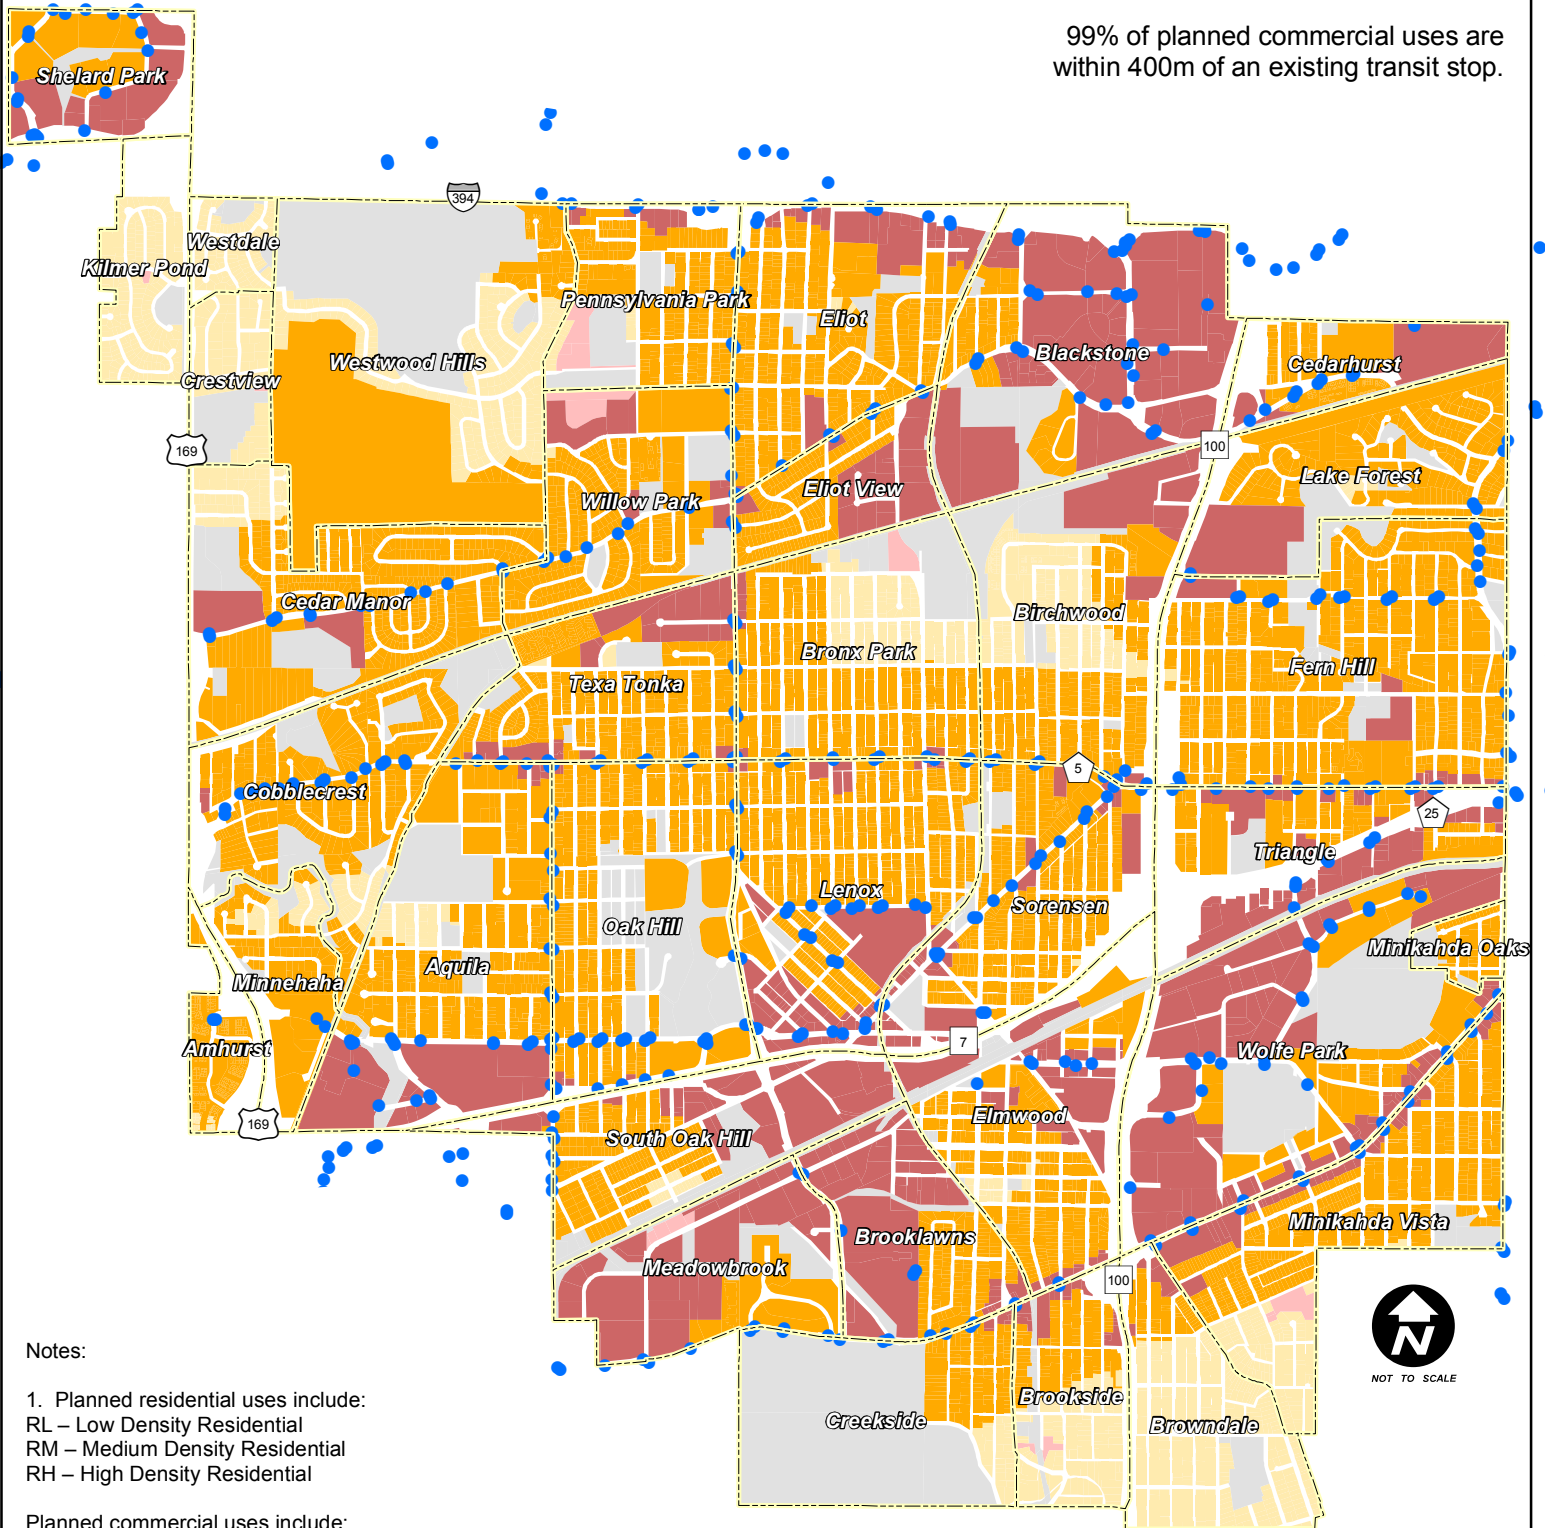 99% of planned commercial uses are
within 400m of an existing transit stop.
Shelard Park
394
Westdale
Kilmer Pond
Pennsylvania Park
Eliot
Blackstone
Cedarhurst
Westwood Hills
Crestview
169
100
Lake Forest
Willow Park
Eliot View
Cedar Manor
Birchwood
Bronx Park
Fern Hill
Texa Tonka
5
Cobblecrest
25
Triangle
Lenox
Sorensen
Oak Hill
Minikahda Oaks
Aquila
Minnehaha
Amhurst
7
Wolfe Park
169
Elmwood
South Oak Hill
Minikahda Vista
Brooklawns
Meadowbrook
100
N
NOT TO SCALE
Brookside
Creekside
Browndale
Notes:
1. Planned residential uses include:
RL – Low Density Residential
RM – Medium Density Residential
RH – High Density Residential
Planned commercial uses include: